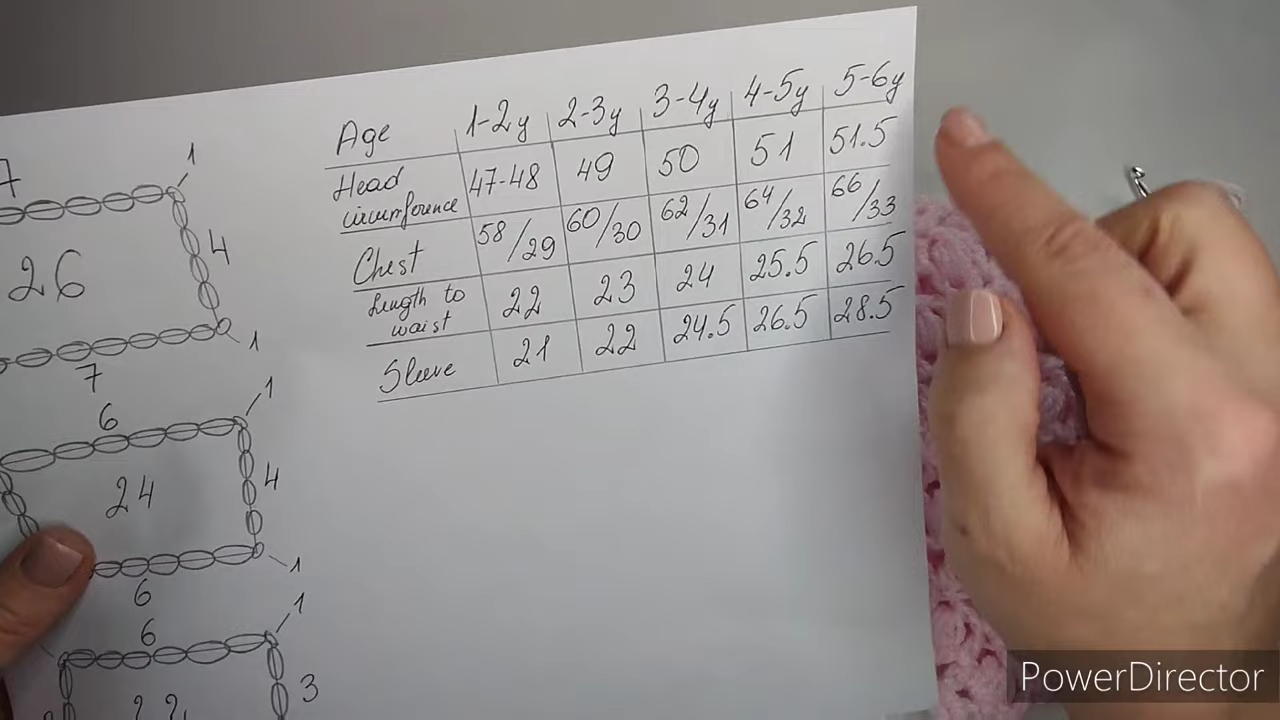 Age 1-2y 2-3y 3-4y 4-5y 5-6y
Head circumference 47-48 49 50 51 51.5
Chest 58/29 60/30 62/31 64/32 66/33
Length to waist 22 23 24 25.5 26.5
Sleeve 21 22 24.5 26.5 28.5
7 1
26 4
1
7
6 1
24 4
1
6
6 1
22 3
PowerDirector